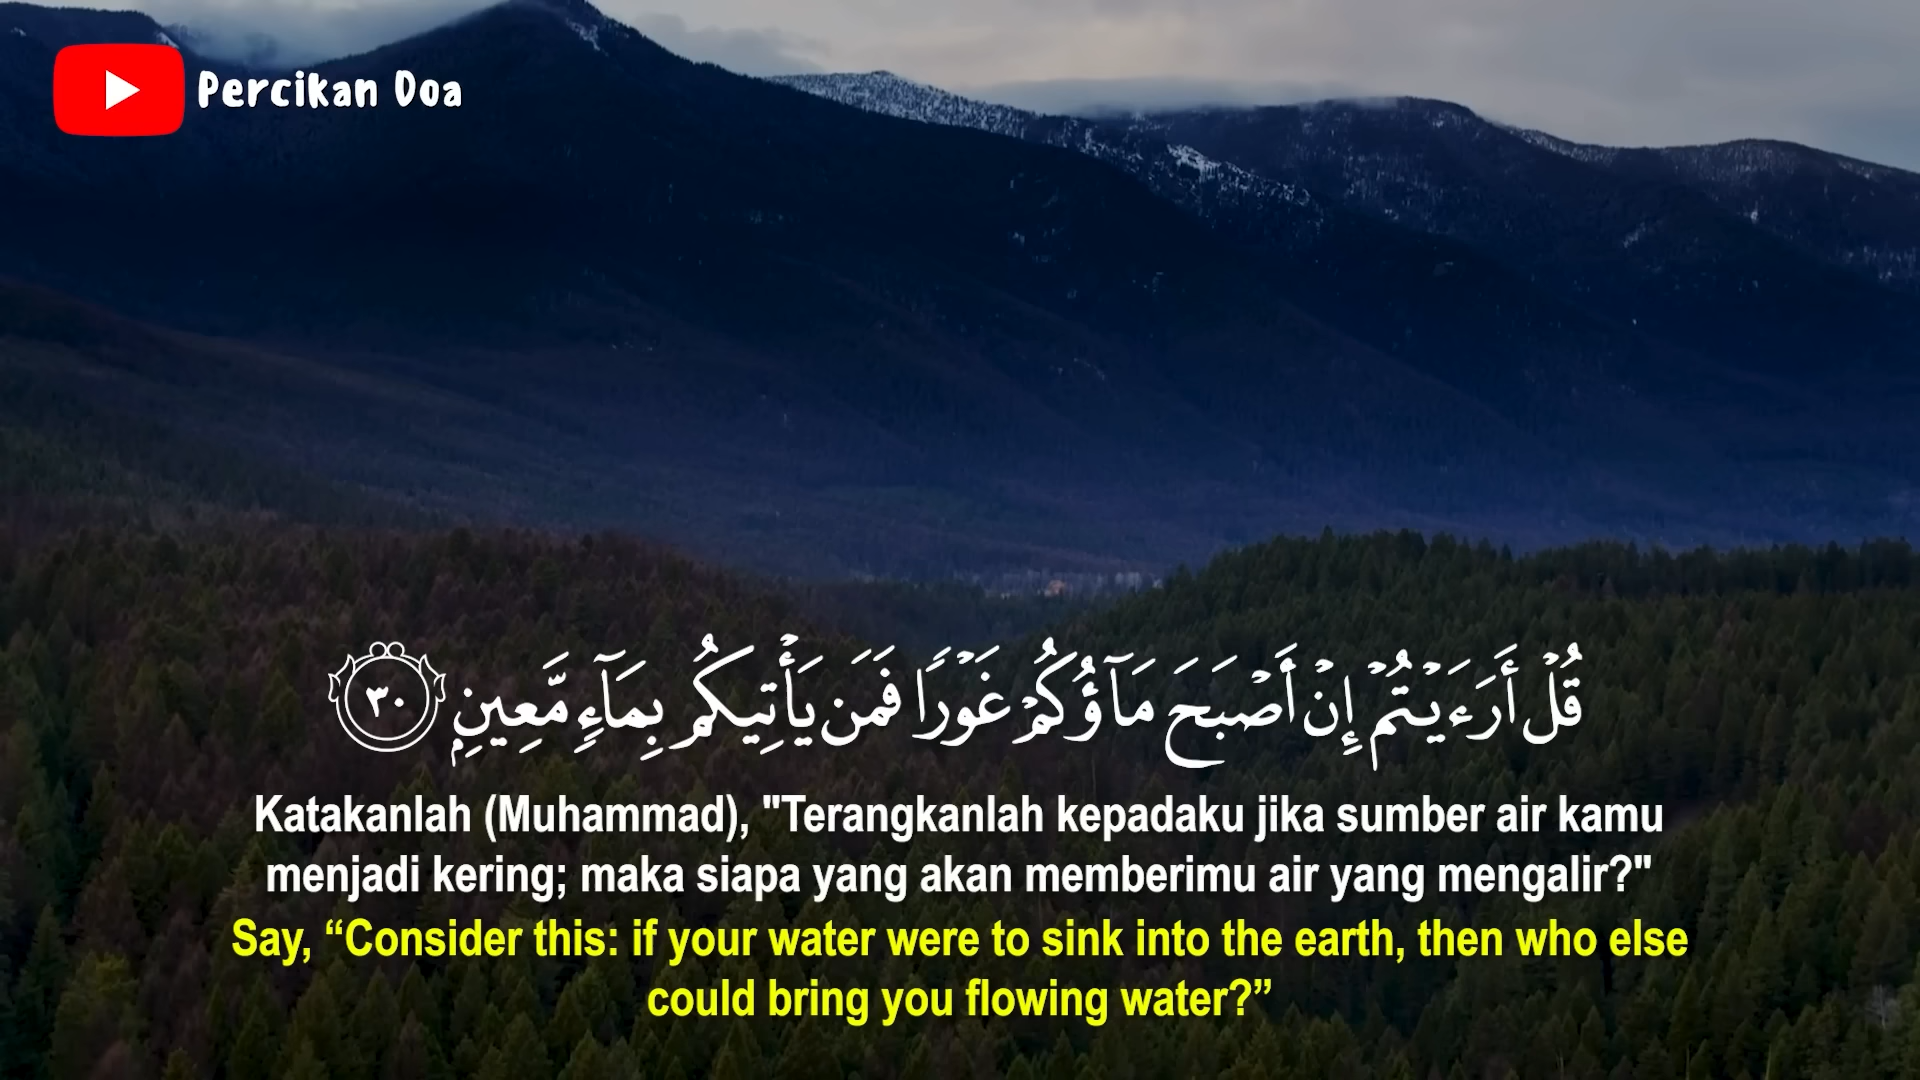 Percikan Doa
قُلْ أَرَءَيْتُمْ إِنْ أَصْبَحَ مَآؤُكُمْ غَوْرًا فَمَن يَأْتِيكُم بِمَآءٍ مَّعِينٍۭ ٣٠
Katakanlah (Muhammad), "Terangkanlah kepadaku jika sumber air kamu
menjadi kering; maka siapa yang akan memberimu air yang mengalir?"
Say, “Consider this: if your water were to sink into the earth, then who else
could bring you flowing water?”